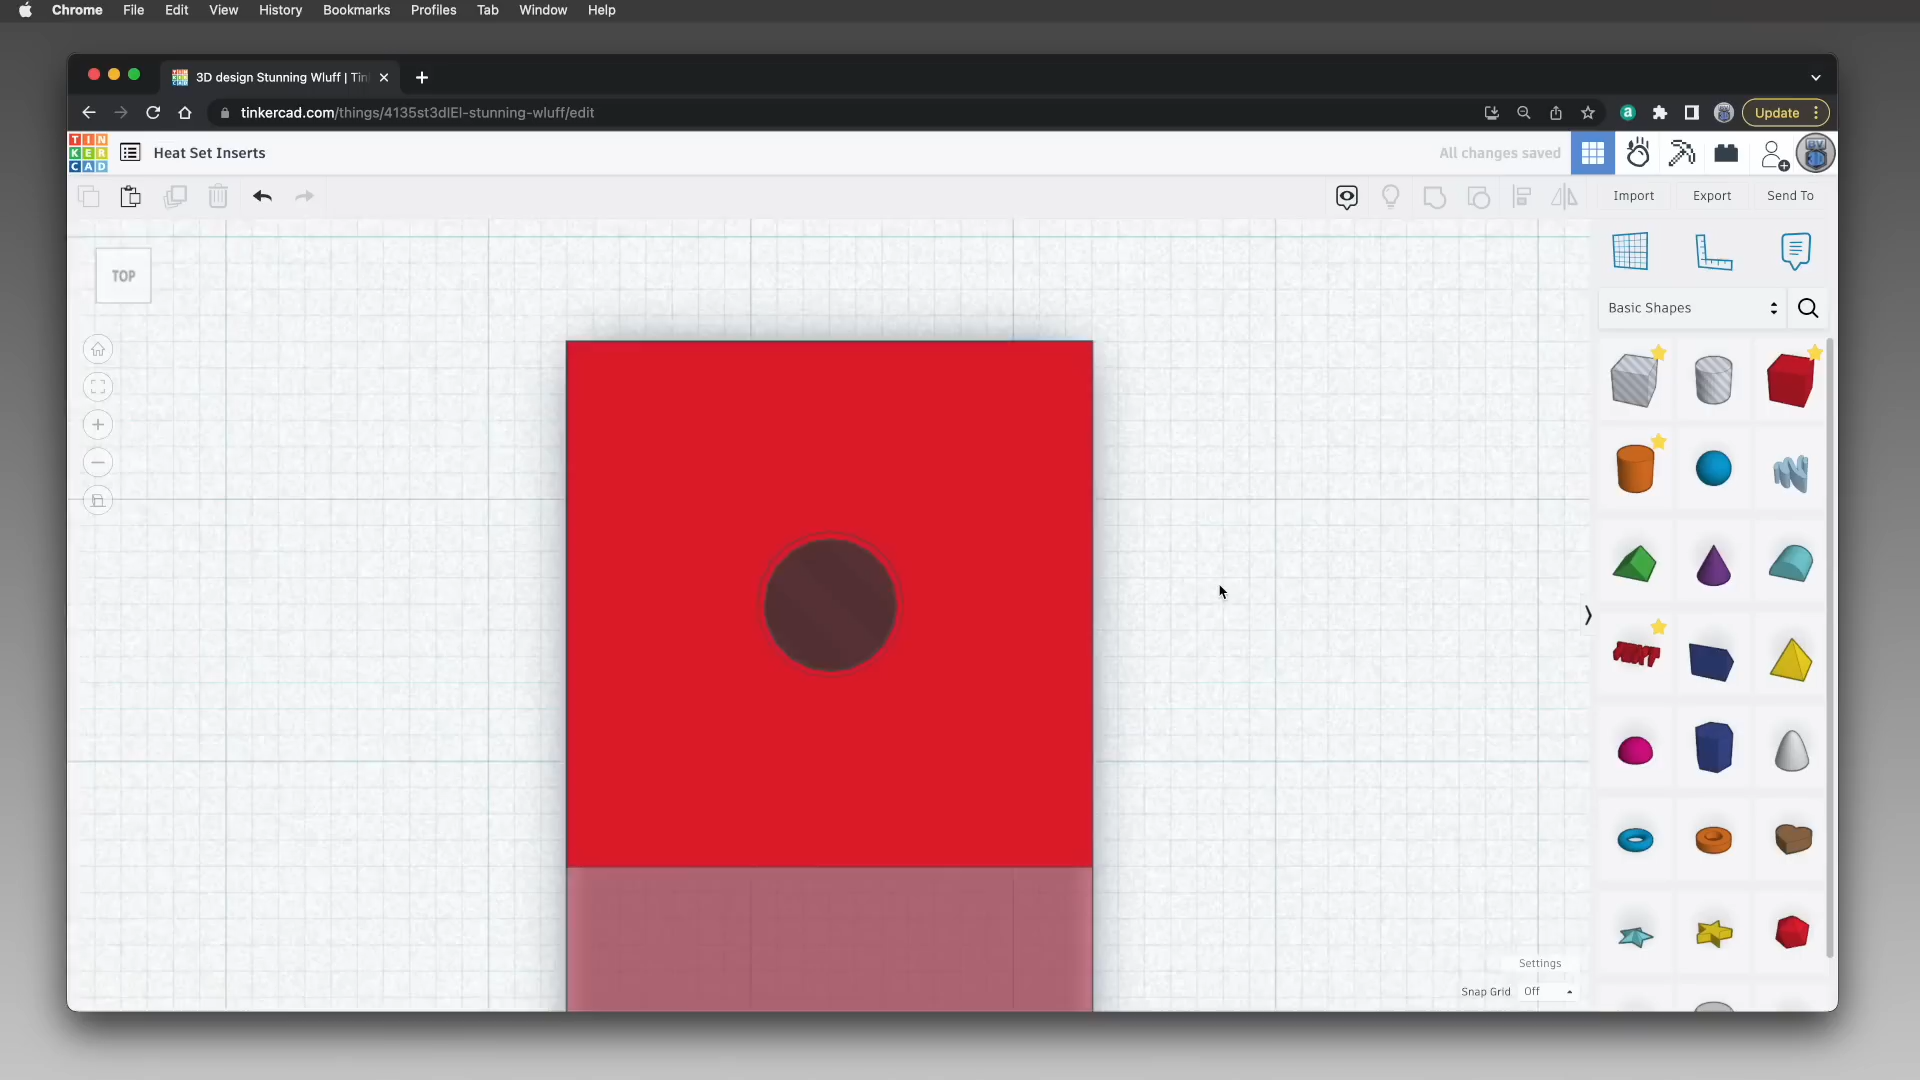 Chrome File Edit View History Bookmarks Profiles Tab Window Help
3D design Stunning Wluff | Tin
tinkercad.com/things/4135st3dlEl-stunning-wluff/edit
a
Update
TIN
KER
CAD
Heat Set Inserts
All changes saved
Import Export Send To
TOP
Basic Shapes
TEXT
Settings
Snap Grid Off